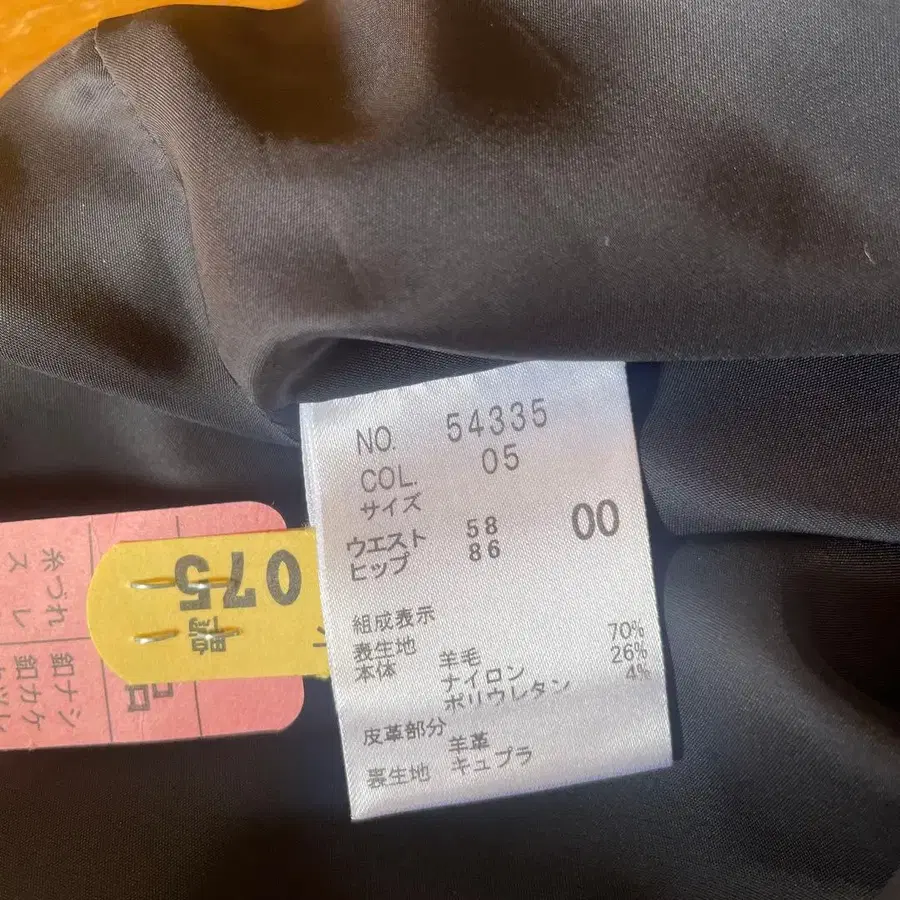 NO. 54335
COL. 05
サイズ
ウエスト 58 00
ヒップ 86
組成表示
表生地
本体 羊毛 70%
ナイロン 26%
ポリウレタン 4%
皮革部分
羊革
裏生地 キュプラ
075
品
糸づれ
ス レ
釦ナシ
釦カケ